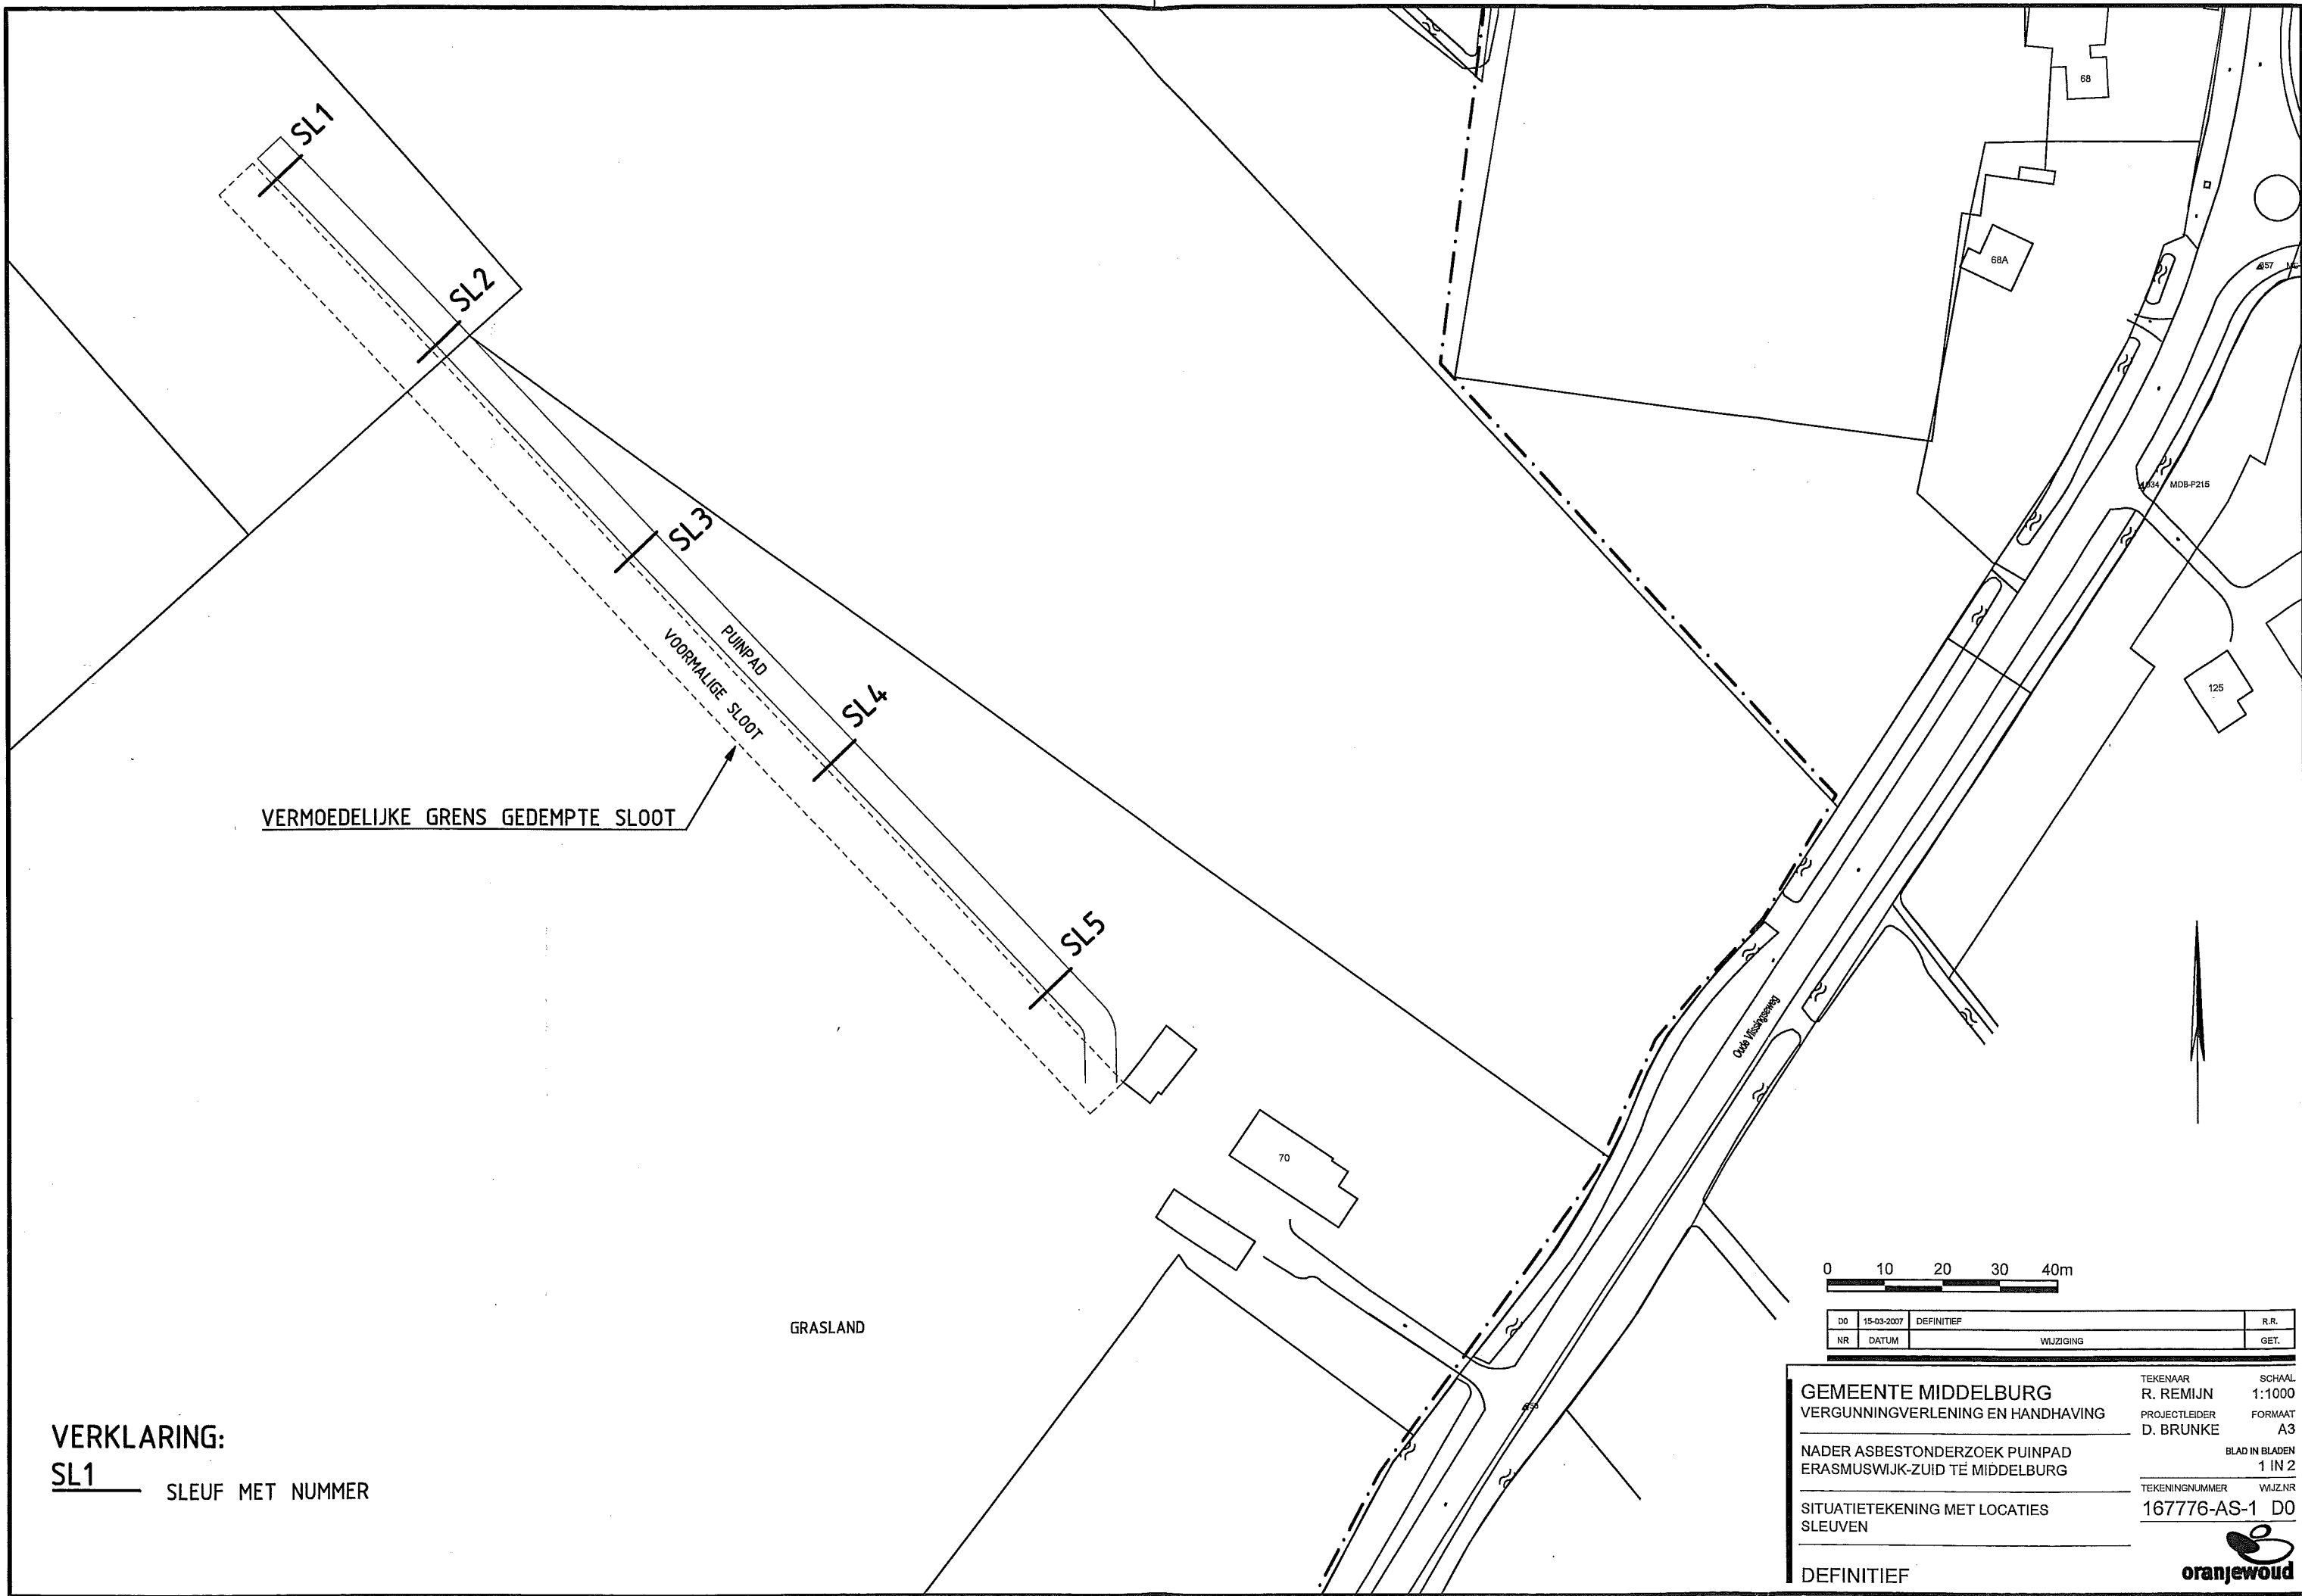 SL1
SL2
SL3
SL4
SL5
PUINPAD
VOORMALIGE SLOOT
VERMOEDELIJKE GRENS GEDEMPTE SLOOT
68
68A
857
MDB-P215
125
Oude Vlissingseweg
70
GRASLAND
VERKLARING:
SL1
SLEUF MET NUMMER
0 10 20 30 40m
D0 15-03-2007 DEFINITIEF R.R.
NR DATUM WIJZIGING GET.
GEMEENTE MIDDELBURG
VERGUNNINGVERLENING EN HANDHAVING
NADER ASBESTONDERZOEK PUINPAD
ERASMUSWIJK-ZUID TE MIDDELBURG
SITUATIETEKENING MET LOCATIES
SLEUVEN
DEFINITIEF
TEKENAAR SCHAAL
R. REMIJN 1:1000
PROJECTLEIDER FORMAAT
D. BRUNKE A3
BLAD IN BLADEN
1 IN 2
TEKENINGNUMMER WIJZ.NR
167776-AS-1 D0
oranjewoud